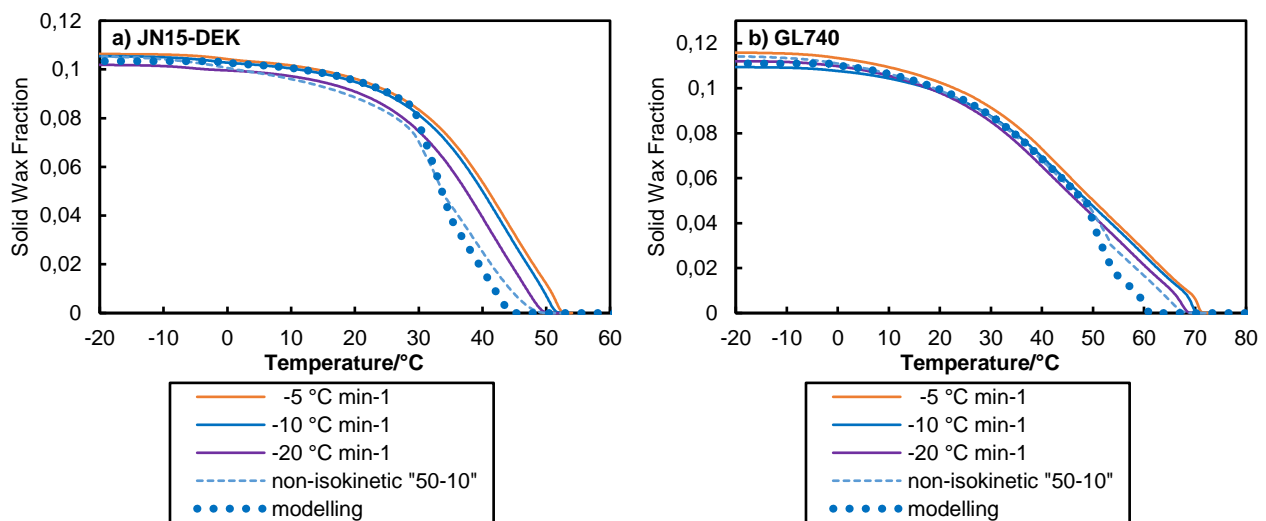 a) JN15-DEK
Solid Wax Fraction
0,12
0,1
0,08
0,06
0,04
0,02
0
-20 -10 0 10 20 30 40 50 60
Temperature/°C
-5 °C min-1
-10 °C min-1
-20 °C min-1
non-isokinetic "50-10"
modelling
b) GL740
Solid Wax Fraction
0,12
0,1
0,08
0,06
0,04
0,02
0
-20 -10 0 10 20 30 40 50 60 70 80
Temperature/°C
-5 °C min-1
-10 °C min-1
-20 °C min-1
non-isokinetic "50-10"
modelling